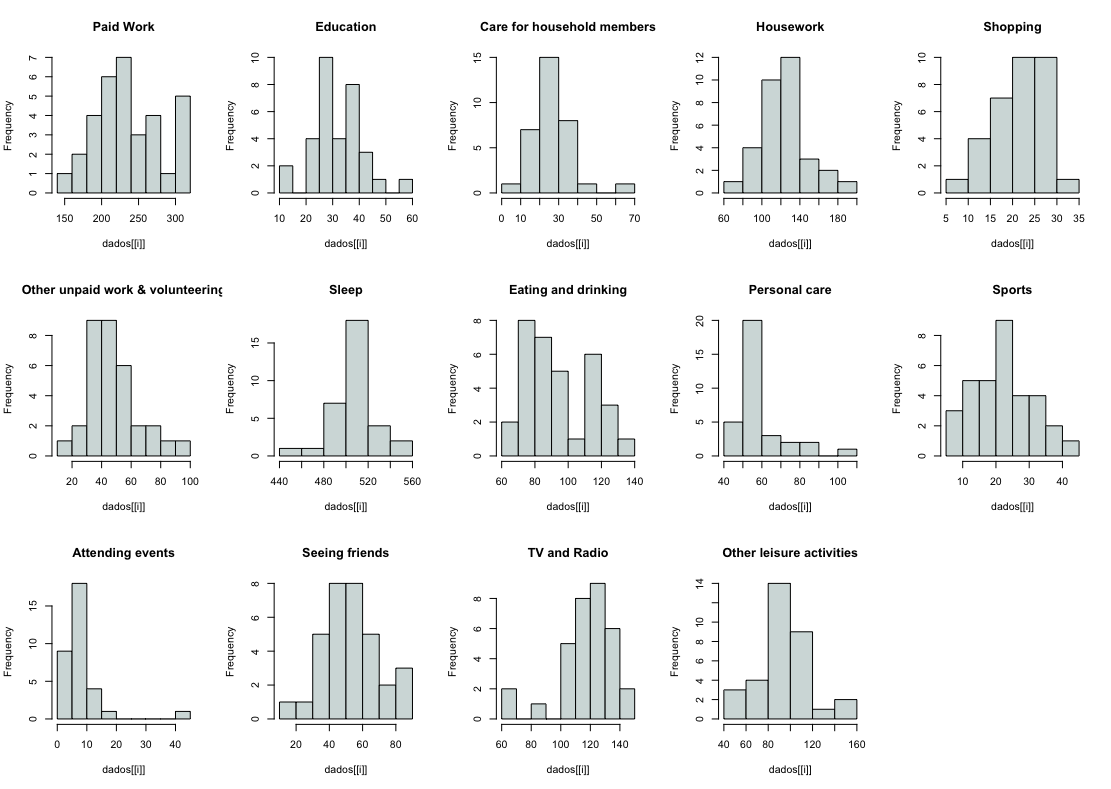 Paid Work
Frequency
0 1 2 3 4 5 6 7
150 200 250 300
dados[[i]]
Education
Frequency
0 2 4 6 8 10
10 20 30 40 50 60
dados[[i]]
Care for household members
Frequency
0 5 10 15
0 10 30 50 70
dados[[i]]
Housework
Frequency
0 2 4 6 8 10 12
60 100 140 180
dados[[i]]
Shopping
Frequency
0 2 4 6 8 10
5 10 15 20 25 30 35
dados[[i]]
Other unpaid work & volunteering
Frequency
0 2 4 6 8
20 40 60 80 100
dados[[i]]
Sleep
Frequency
0 5 10 15
440 480 520 560
dados[[i]]
Eating and drinking
Frequency
0 2 4 6 8
60 80 100 120 140
dados[[i]]
Personal care
Frequency
0 5 10 15 20
40 60 80 100
dados[[i]]
Sports
Frequency
0 2 4 6 8
10 20 30 40
dados[[i]]
Attending events
Frequency
0 5 10 15
0 10 20 30 40
dados[[i]]
Seeing friends
Frequency
0 2 4 6 8
20 40 60 80
dados[[i]]
TV and Radio
Frequency
0 2 4 6 8
60 80 100 120 140
dados[[i]]
Other leisure activities
Frequency
0 2 4 6 8 10 14
40 60 80 120 160
dados[[i]]